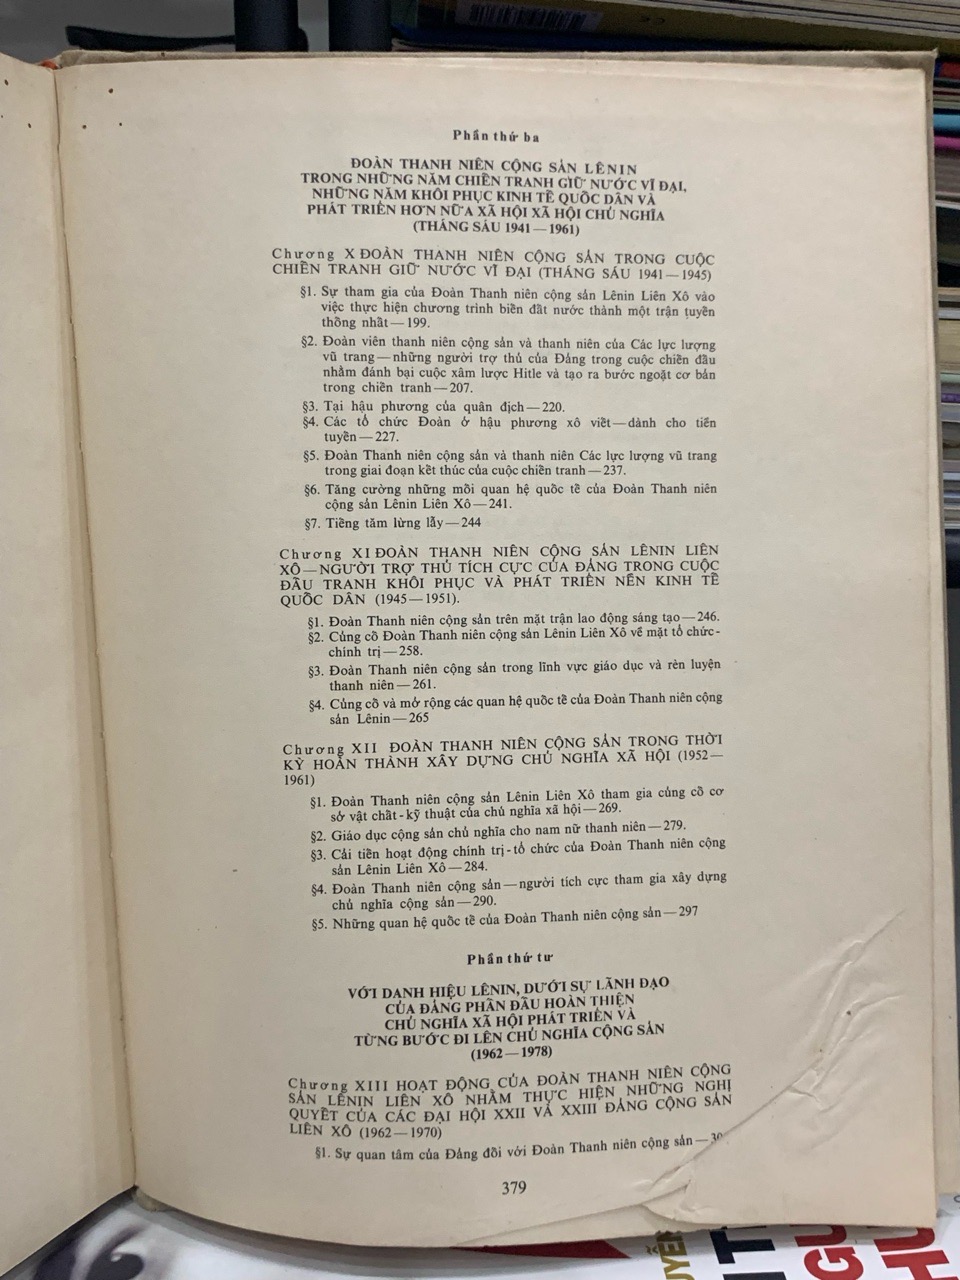 Phần thứ ba
ĐOÀN THANH NIÊN CỘNG SẢN LÊNIN
TRONG NHỮNG NĂM CHIẾN TRANH GIỮ NƯỚC VĨ ĐẠI,
NHỮNG NĂM KHÔI PHỤC KINH TẾ QUỐC DÂN VÀ
PHÁT TRIỂN HƠN NỮA XÃ HỘI XÃ HỘI CHỦ NGHĨA
(THÁNG SÁU 1941—1961)
Chương X ĐOÀN THANH NIÊN CỘNG SẢN TRONG CUỘC
CHIẾN TRANH GIỮ NƯỚC VĨ ĐẠI (THÁNG SÁU 1941—1945)
§1. Sự tham gia của Đoàn Thanh niên cộng sản Lênin Liên Xô vào
việc thực hiện chương trình biến đất nước thành một trận tuyến
thống nhất—199.
§2. Đoàn viên thanh niên cộng sản và thanh niên của Các lực lượng
vũ trang—những người trợ thủ của Đảng trong cuộc chiến đấu
nhằm đánh bại cuộc xâm lược Hitle và tạo ra bước ngoặt cơ bản
trong chiến tranh—207.
§3. Tại hậu phương của quân địch—220.
§4. Các tổ chức Đoàn ở hậu phương xô viết—dành cho tiền
tuyến—227.
§5. Đoàn Thanh niên cộng sản và thanh niên Các lực lượng vũ trang
trong giai đoạn kết thúc của cuộc chiến tranh—237.
§6. Tăng cường những mối quan hệ quốc tế của Đoàn Thanh niên
cộng sản Lênin Liên Xô—241.
§7. Tiếng tăm lừng lẫy—244
Chương XI ĐOÀN THANH NIÊN CỘNG SẢN LÊNIN LIÊN
XÔ—NGƯỜI TRỢ THỦ TÍCH CỰC CỦA ĐẢNG TRONG CUỘC
ĐẤU TRANH KHÔI PHỤC VÀ PHÁT TRIỂN NỀN KINH TẾ
QUỐC DÂN (1945—1951).
§1. Đoàn Thanh niên cộng sản trên mặt trận lao động sáng tạo—246.
§2. Củng cố Đoàn Thanh niên cộng sản Lênin Liên Xô về mặt tổ chức-
chính trị—258.
§3. Đoàn Thanh niên cộng sản trong lĩnh vực giáo dục và rèn luyện
thanh niên—261.
§4. Củng cố và mở rộng các quan hệ quốc tế của Đoàn Thanh niên cộng
sản Lênin—265
Chương XII ĐOÀN THANH NIÊN CỘNG SẢN TRONG THỜI
KỲ HOÀN THÀNH XÂY DỰNG CHỦ NGHĨA XÃ HỘI (1952—
1961)
§1. Đoàn Thanh niên cộng sản Lênin Liên Xô tham gia củng cố cơ
sở vật chất-kỹ thuật của chủ nghĩa xã hội—269.
§2. Giáo dục cộng sản chủ nghĩa cho nam nữ thanh niên—279.
§3. Cải tiến hoạt động chính trị-tổ chức của Đoàn Thanh niên cộng
sản Lênin Liên Xô—284.
§4. Đoàn Thanh niên cộng sản—người tích cực tham gia xây dựng
chủ nghĩa cộng sản—290.
§5. Những quan hệ quốc tế của Đoàn Thanh niên cộng sản—297
Phần thứ tư
VỚI DANH HIỆU LÊNIN, DƯỚI SỰ LÃNH ĐẠO
CỦA ĐẢNG PHẤN ĐẤU HOÀN THIỆN
CHỦ NGHĨA XÃ HỘI PHÁT TRIỂN VÀ
TỪNG BƯỚC ĐI LÊN CHỦ NGHĨA CỘNG SẢN
(1962—1978)
Chương XIII HOẠT ĐỘNG CỦA ĐOÀN THANH NIÊN CỘNG
SẢN LÊNIN LIÊN XÔ NHẰM THỰC HIỆN NHỮNG NGHỊ
QUYẾT CỦA CÁC ĐẠI HỘI XXII VÀ XXIII ĐẢNG CỘNG SẢN
LIÊN XÔ (1962—1970)
§1. Sự quan tâm của Đảng đối với Đoàn Thanh niên cộng sản—
379